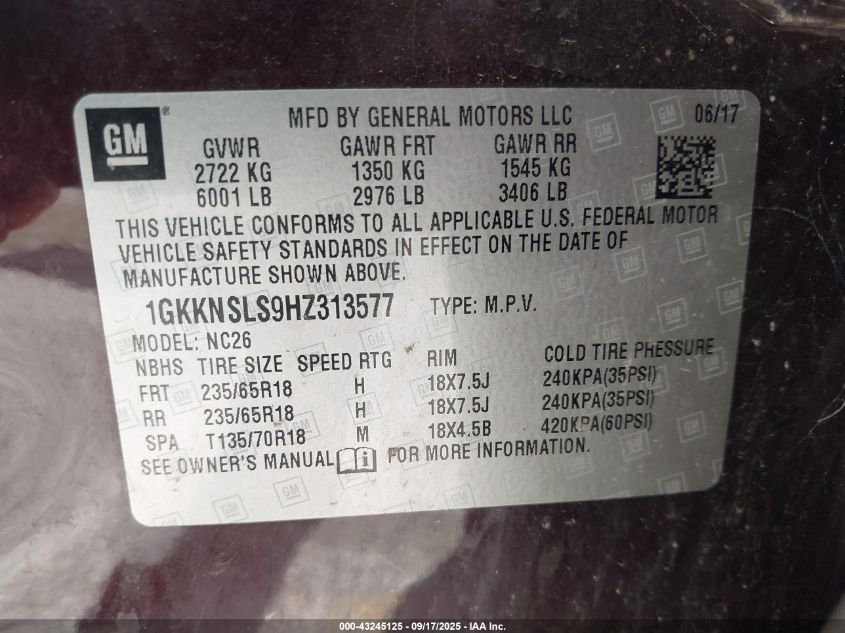 GM
®
MFD BY GENERAL MOTORS LLC 06/17
GVWR GAWR FRT GAWR RR
2722 KG 1350 KG 1545 KG
6001 LB 2976 LB 3406 LB
THIS VEHICLE CONFORMS TO ALL APPLICABLE U.S. FEDERAL MOTOR
VEHICLE SAFETY STANDARDS IN EFFECT ON THE DATE OF
MANUFACTURE SHOWN ABOVE.
1GKKNSLS9HZ313577 TYPE: M.P.V.
MODEL: NC26
NBHS TIRE SIZE SPEED RTG RIM COLD TIRE PRESSURE
FRT 235/65R18 H 18X7.5J 240KPA(35PSI)
RR 235/65R18 H 18X7.5J 240KPA(35PSI)
SPA T135/70R18 M 18X4.5B 420KPA(60PSI)
SEE OWNER'S MANUAL FOR MORE INFORMATION.
000-43245125 - 09/17/2025 - IAA Inc.